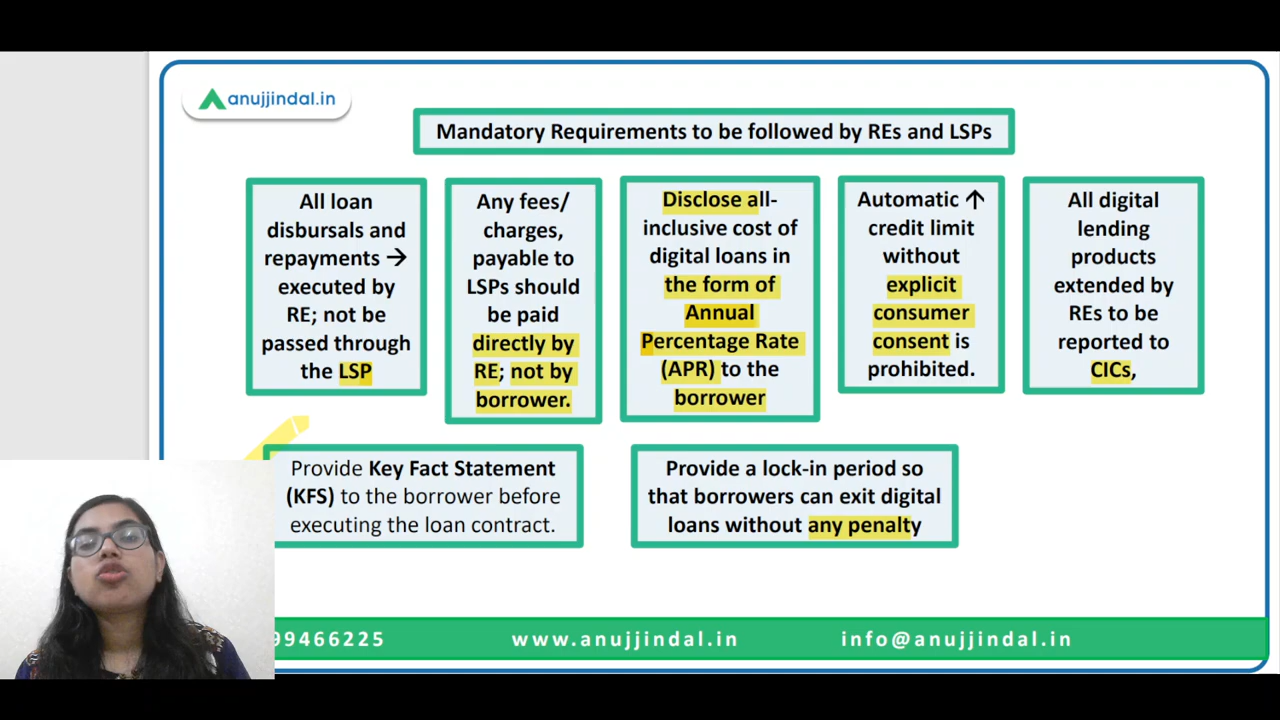 anujjindal.in
Mandatory Requirements to be followed by REs and LSPs
All loan
disbursals and
repayments →
executed by
RE; not be
passed through
the LSP
Any fees/
charges,
payable to
LSPs should
be paid
directly by
RE; not by
borrower.
Disclose all-
inclusive cost of
digital loans in
the form of
Annual
Percentage Rate
(APR) to the
borrower
Automatic ↑
credit limit
without
explicit
consumer
consent is
prohibited.
All digital
lending
products
extended by
REs to be
reported to
CICs,
Provide Key Fact Statement
(KFS) to the borrower before
executing the loan contract.
Provide a lock-in period so
that borrowers can exit digital
loans without any penalty
99466225
www.anujjindal.in
info@anujjindal.in